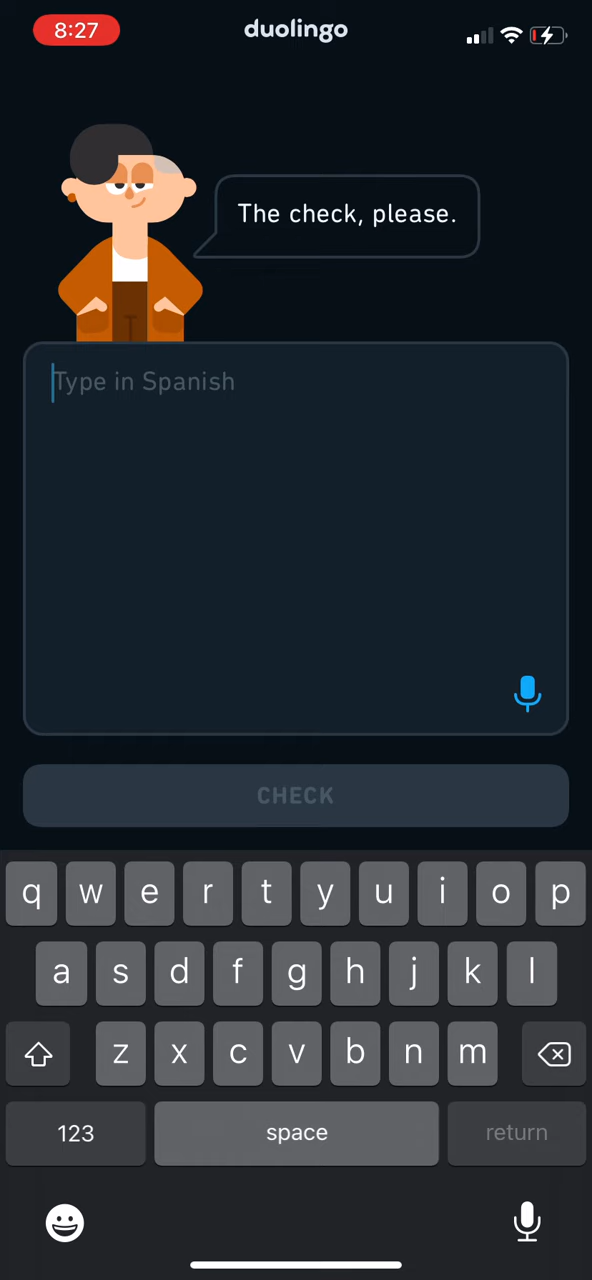 8:27
duolingo
The check, please.
Type in Spanish
CHECK
q w e r t y u i o p
a s d f g h j k l
z x c v b n m
123 space return